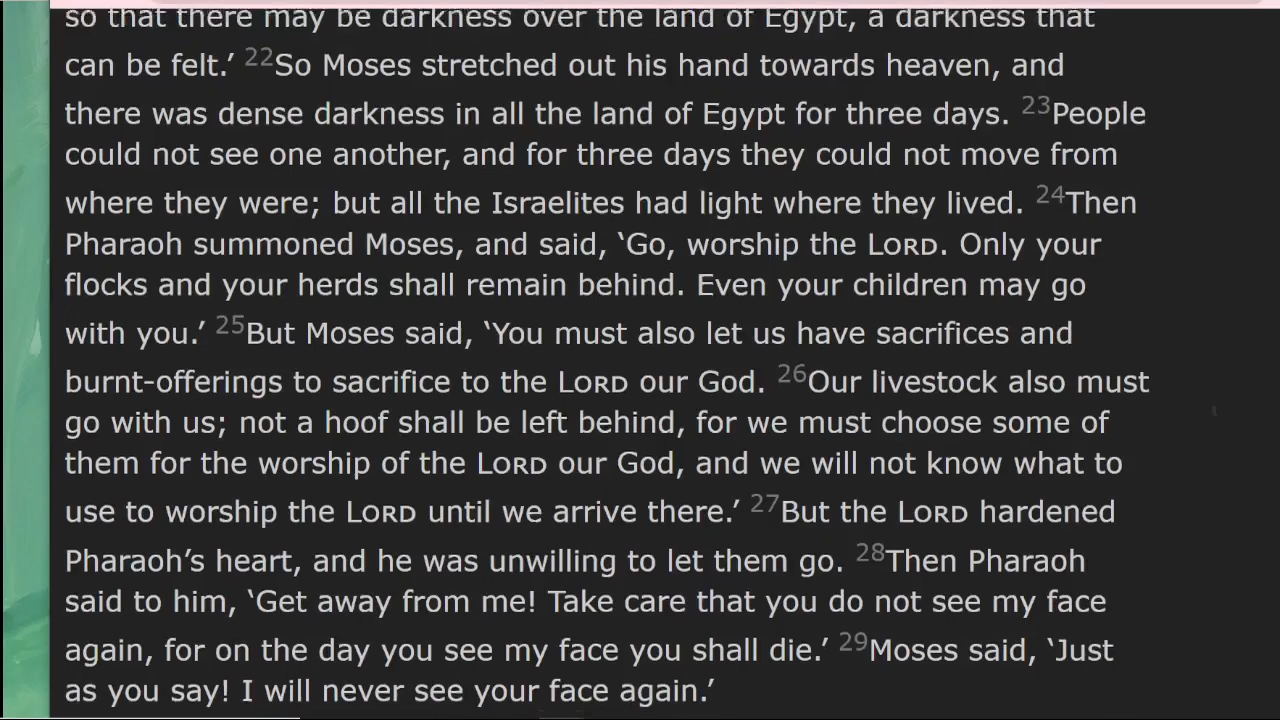 so that there may be darkness over the land of Egypt, a darkness that
can be felt.’ 22So Moses stretched out his hand towards heaven, and
there was dense darkness in all the land of Egypt for three days. 23People
could not see one another, and for three days they could not move from
where they were; but all the Israelites had light where they lived. 24Then
Pharaoh summoned Moses, and said, ‘Go, worship the LORD. Only your
flocks and your herds shall remain behind. Even your children may go
with you.’ 25But Moses said, ‘You must also let us have sacrifices and
burnt-offerings to sacrifice to the LORD our God. 26Our livestock also must
go with us; not a hoof shall be left behind, for we must choose some of
them for the worship of the LORD our God, and we will not know what to
use to worship the LORD until we arrive there.’ 27But the LORD hardened
Pharaoh’s heart, and he was unwilling to let them go. 28Then Pharaoh
said to him, ‘Get away from me! Take care that you do not see my face
again, for on the day you see my face you shall die.’ 29Moses said, ‘Just
as you say! I will never see your face again.’